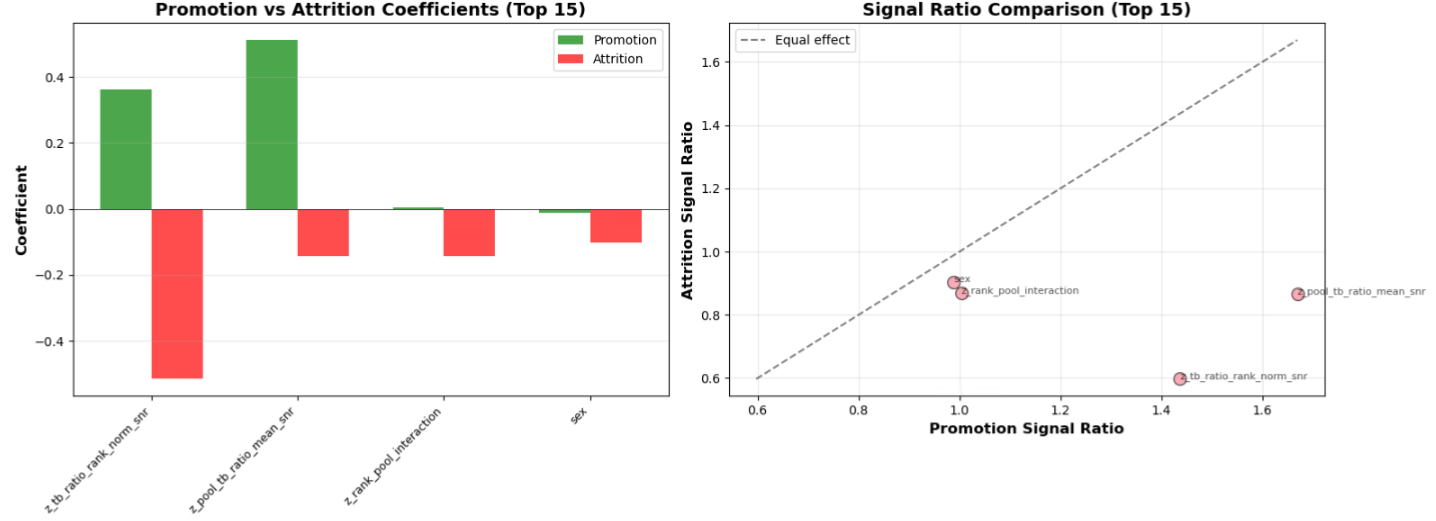 Promotion vs Attrition Coefficients (Top 15)
Promotion
Attrition
Coefficient
0.4
0.2
0.0
−0.2
−0.4
z_tb_ratio_rank_norm_snr
z_pool_tb_ratio_mean_snr
z_rank_pool_interaction
sex
Signal Ratio Comparison (Top 15)
Equal effect
Attrition Signal Ratio
1.6
1.4
1.2
1.0
0.8
0.6
sex
z_rank_pool_interaction
z_pool_tb_ratio_mean_snr
z_tb_ratio_rank_norm_snr
0.6 0.8 1.0 1.2 1.4 1.6
Promotion Signal Ratio